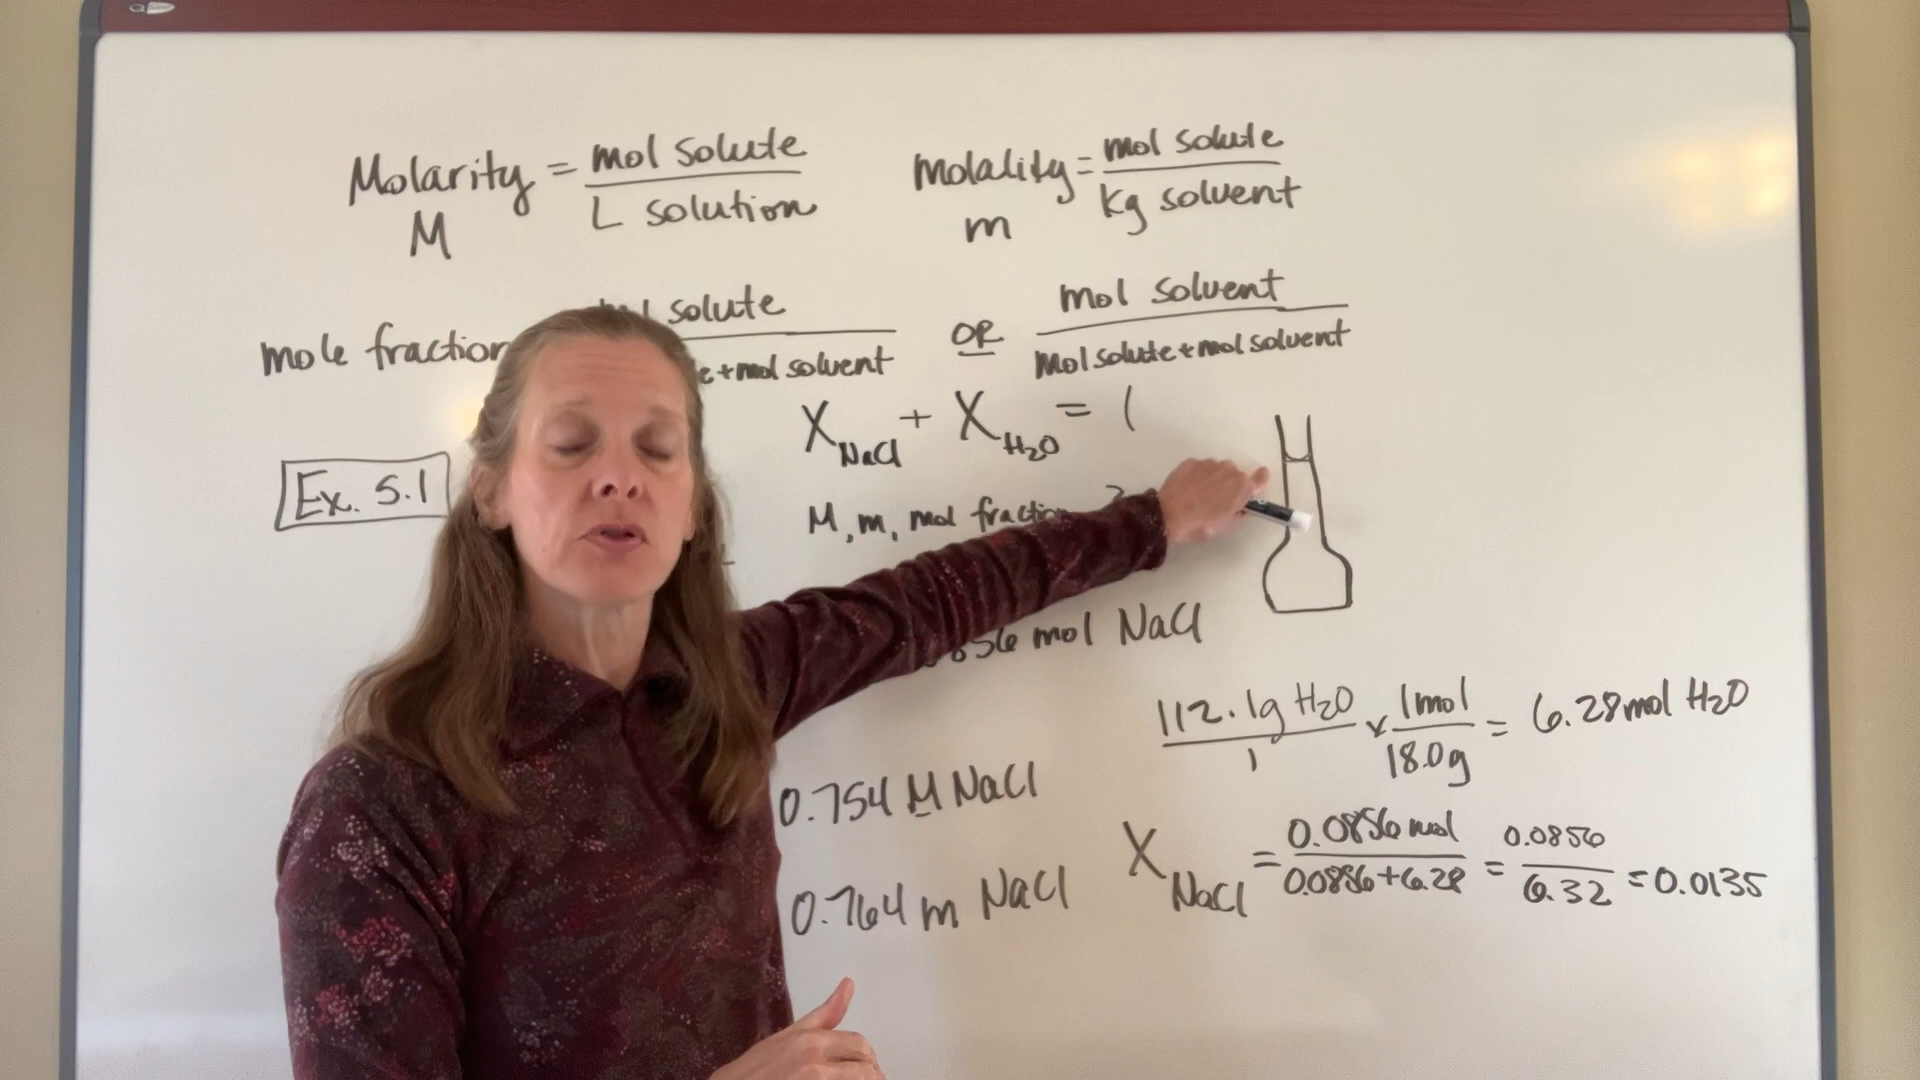 Molarity = mol solute / L solution
M
Molality = mol solute / kg solvent
m
mole fraction solute / e + mol solvent OR mol solvent / Mol solute + mol solvent
X NaCl + X H2O = 1
Ex. 5.1
M, m, mol fraction ?
856 mol NaCl
112.1g H2O / 1 x 1mol / 18.0g = 6.28mol H2O
0.754 M NaCl
X NaCl = 0.0856 mol / 0.0856+6.28 = 0.0856 / 6.32 = 0.0135
0.764 m NaCl